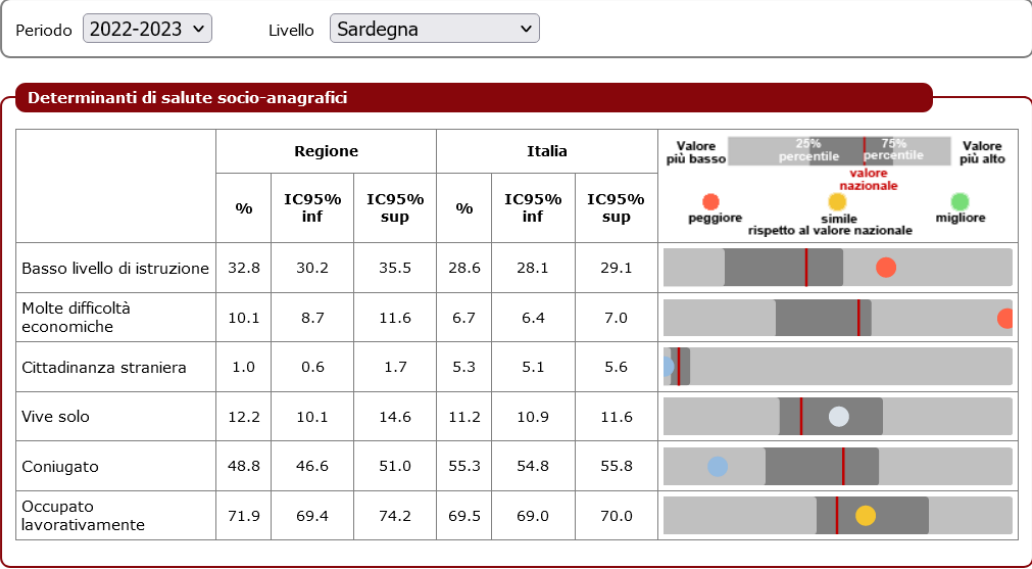 Periodo 2022-2023 Livello Sardegna
Determinanti di salute socio-anagrafici
Regione Italia
% IC95% inf IC95% sup % IC95% inf IC95% sup
Valore più basso 25% percentile 75% percentile Valore più alto
valore nazionale
peggiore simile migliore
rispetto al valore nazionale
Basso livello di istruzione 32.8 30.2 35.5 28.6 28.1 29.1
Molte difficoltà economiche 10.1 8.7 11.6 6.7 6.4 7.0
Cittadinanza straniera 1.0 0.6 1.7 5.3 5.1 5.6
Vive solo 12.2 10.1 14.6 11.2 10.9 11.6
Coniugato 48.8 46.6 51.0 55.3 54.8 55.8
Occupato lavorativamente 71.9 69.4 74.2 69.5 69.0 70.0